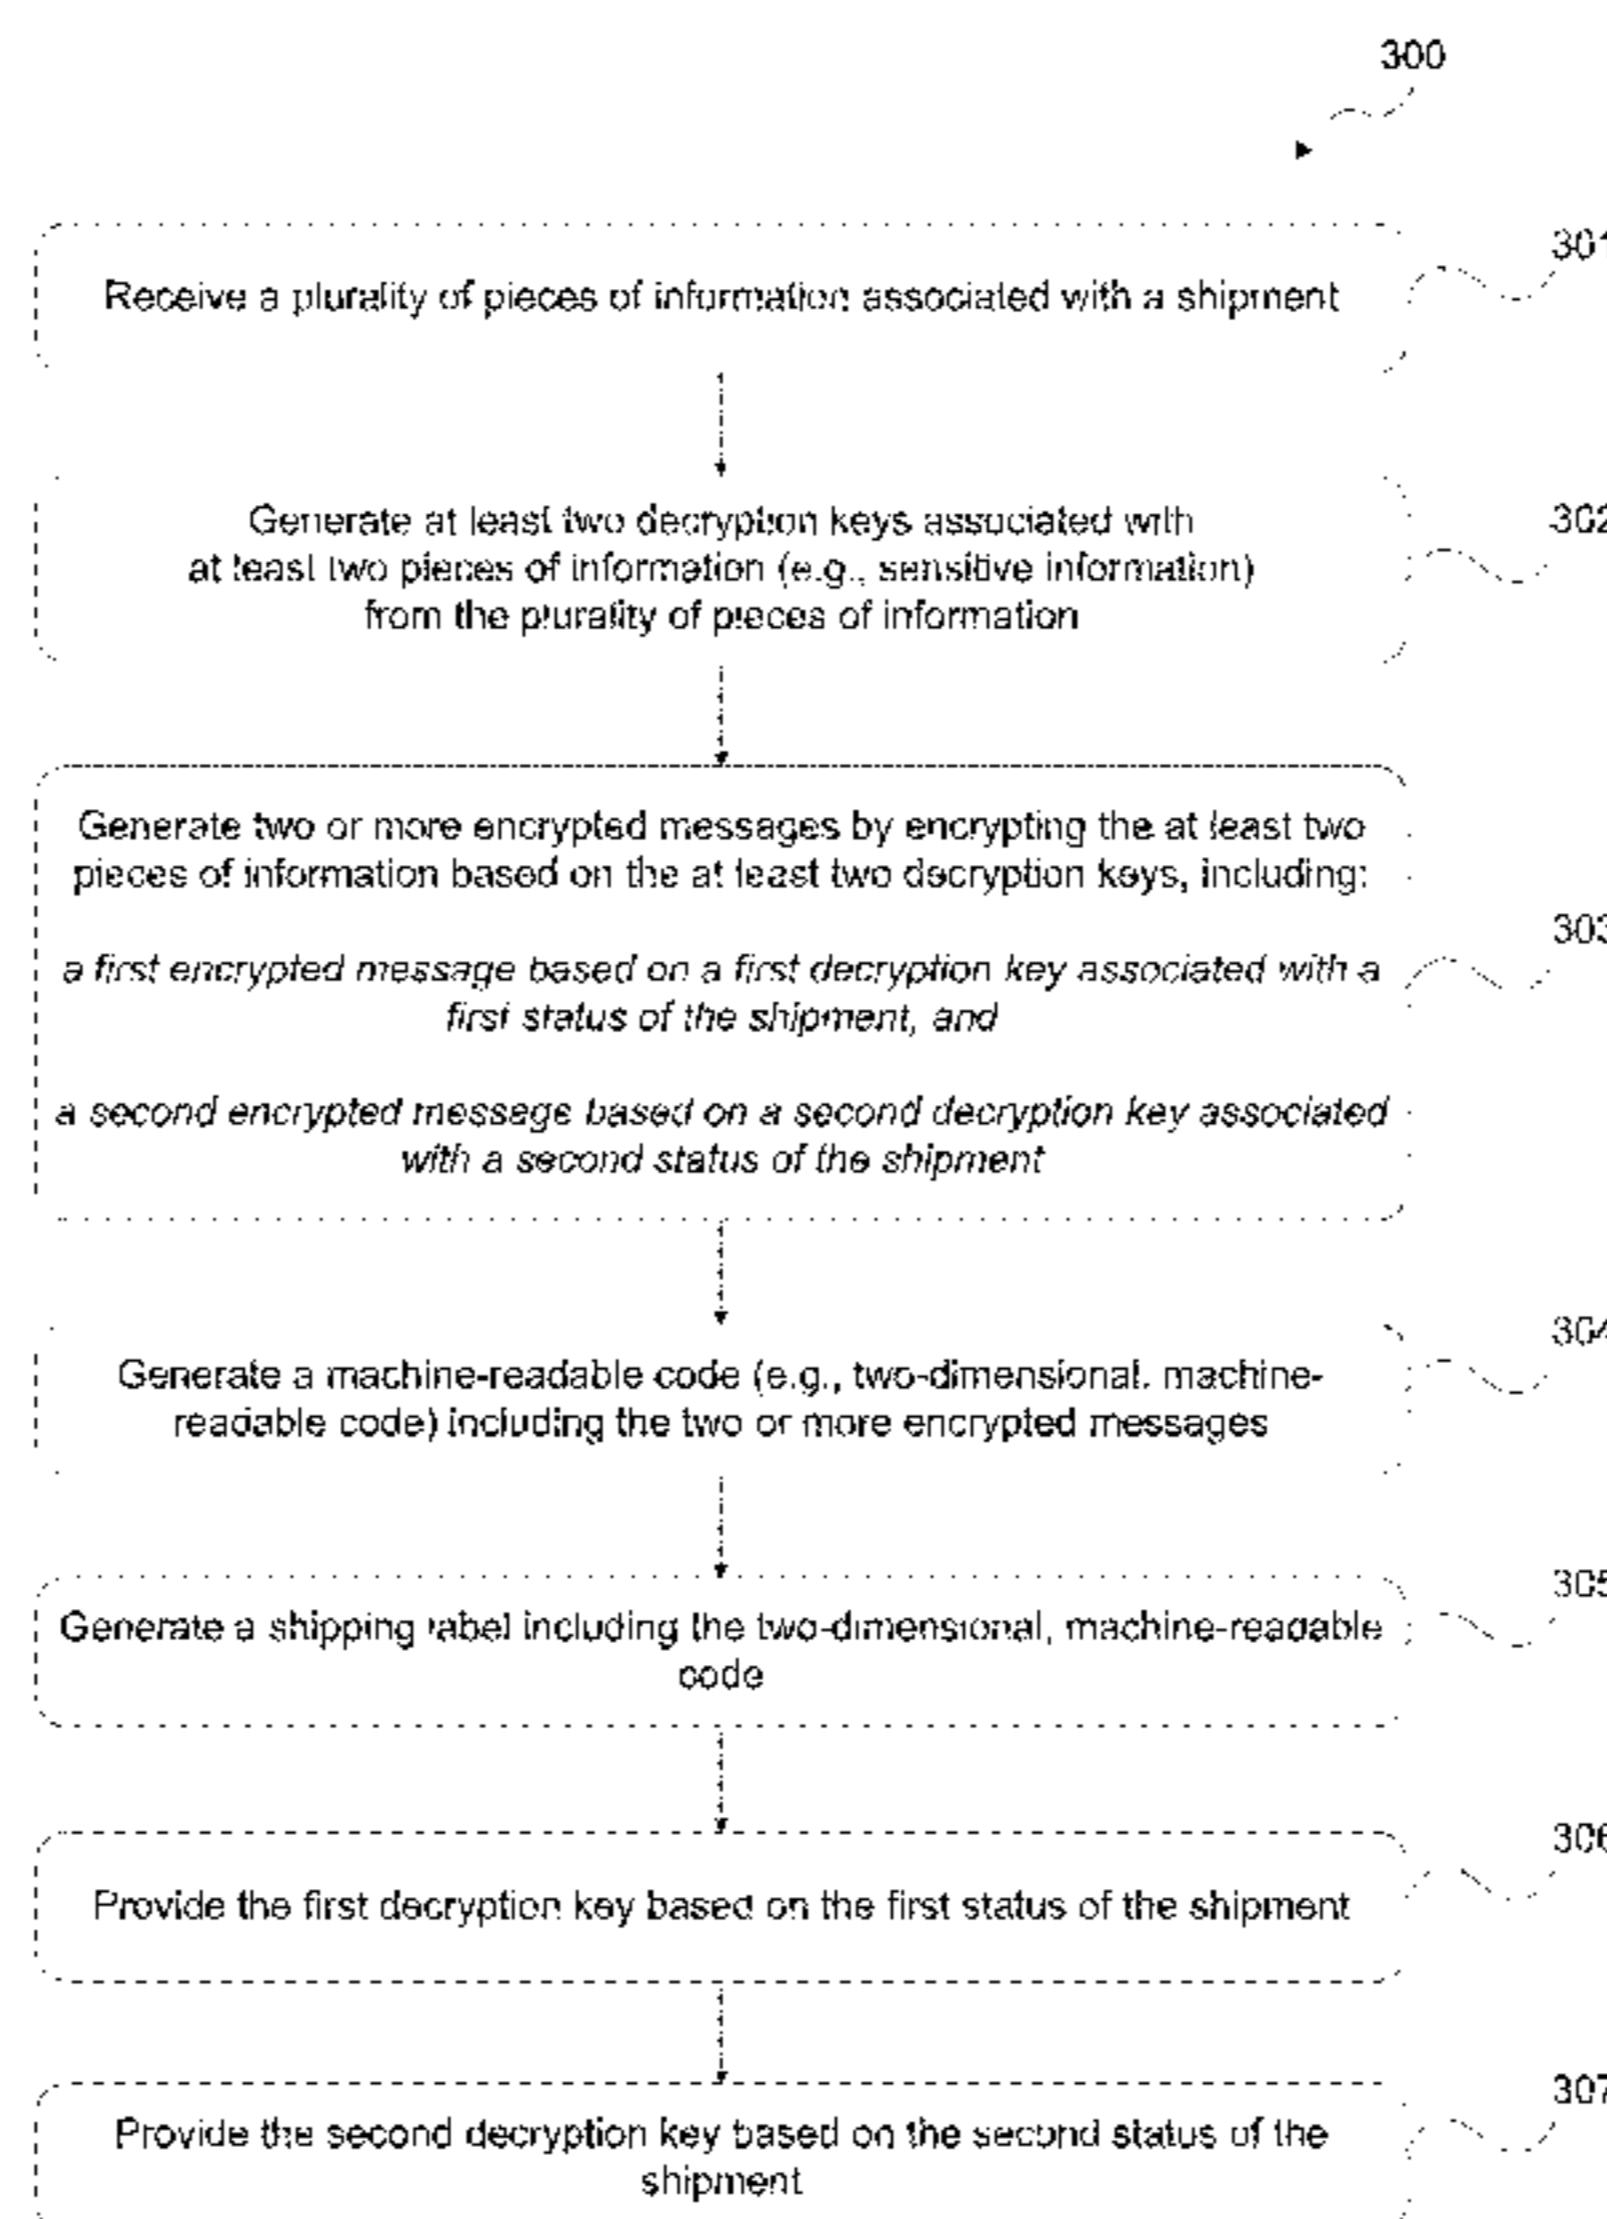 300
301
Receive a plurality of pieces of information associated with a shipment
302
Generate at least two decryption keys associated with
at least two pieces of information (e.g., sensitive information)
from the plurality of pieces of information
Generate two or more encrypted messages by encrypting the at least two
pieces of information based on the at least two decryption keys, including:
303
a first encrypted message based on a first decryption key associated with a
first status of the shipment, and
a second encrypted message based on a second decryption key associated
with a second status of the shipment
304
Generate a machine-readable code (e.g., two-dimensional, machine-
readable code) including the two or more encrypted messages
305
Generate a shipping label including the two-dimensional, machine-readable
code
306
Provide the first decryption key based on the first status of the shipment
307
Provide the second decryption key based on the second status of the
shipment